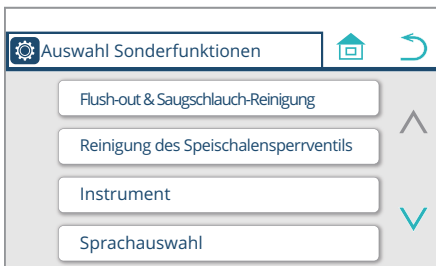 Auswahl Sonderfunktionen
Flush-out & Saugschlauch-Reinigung
Reinigung des Speischalensperrventils
Instrument
Sprachauswahl